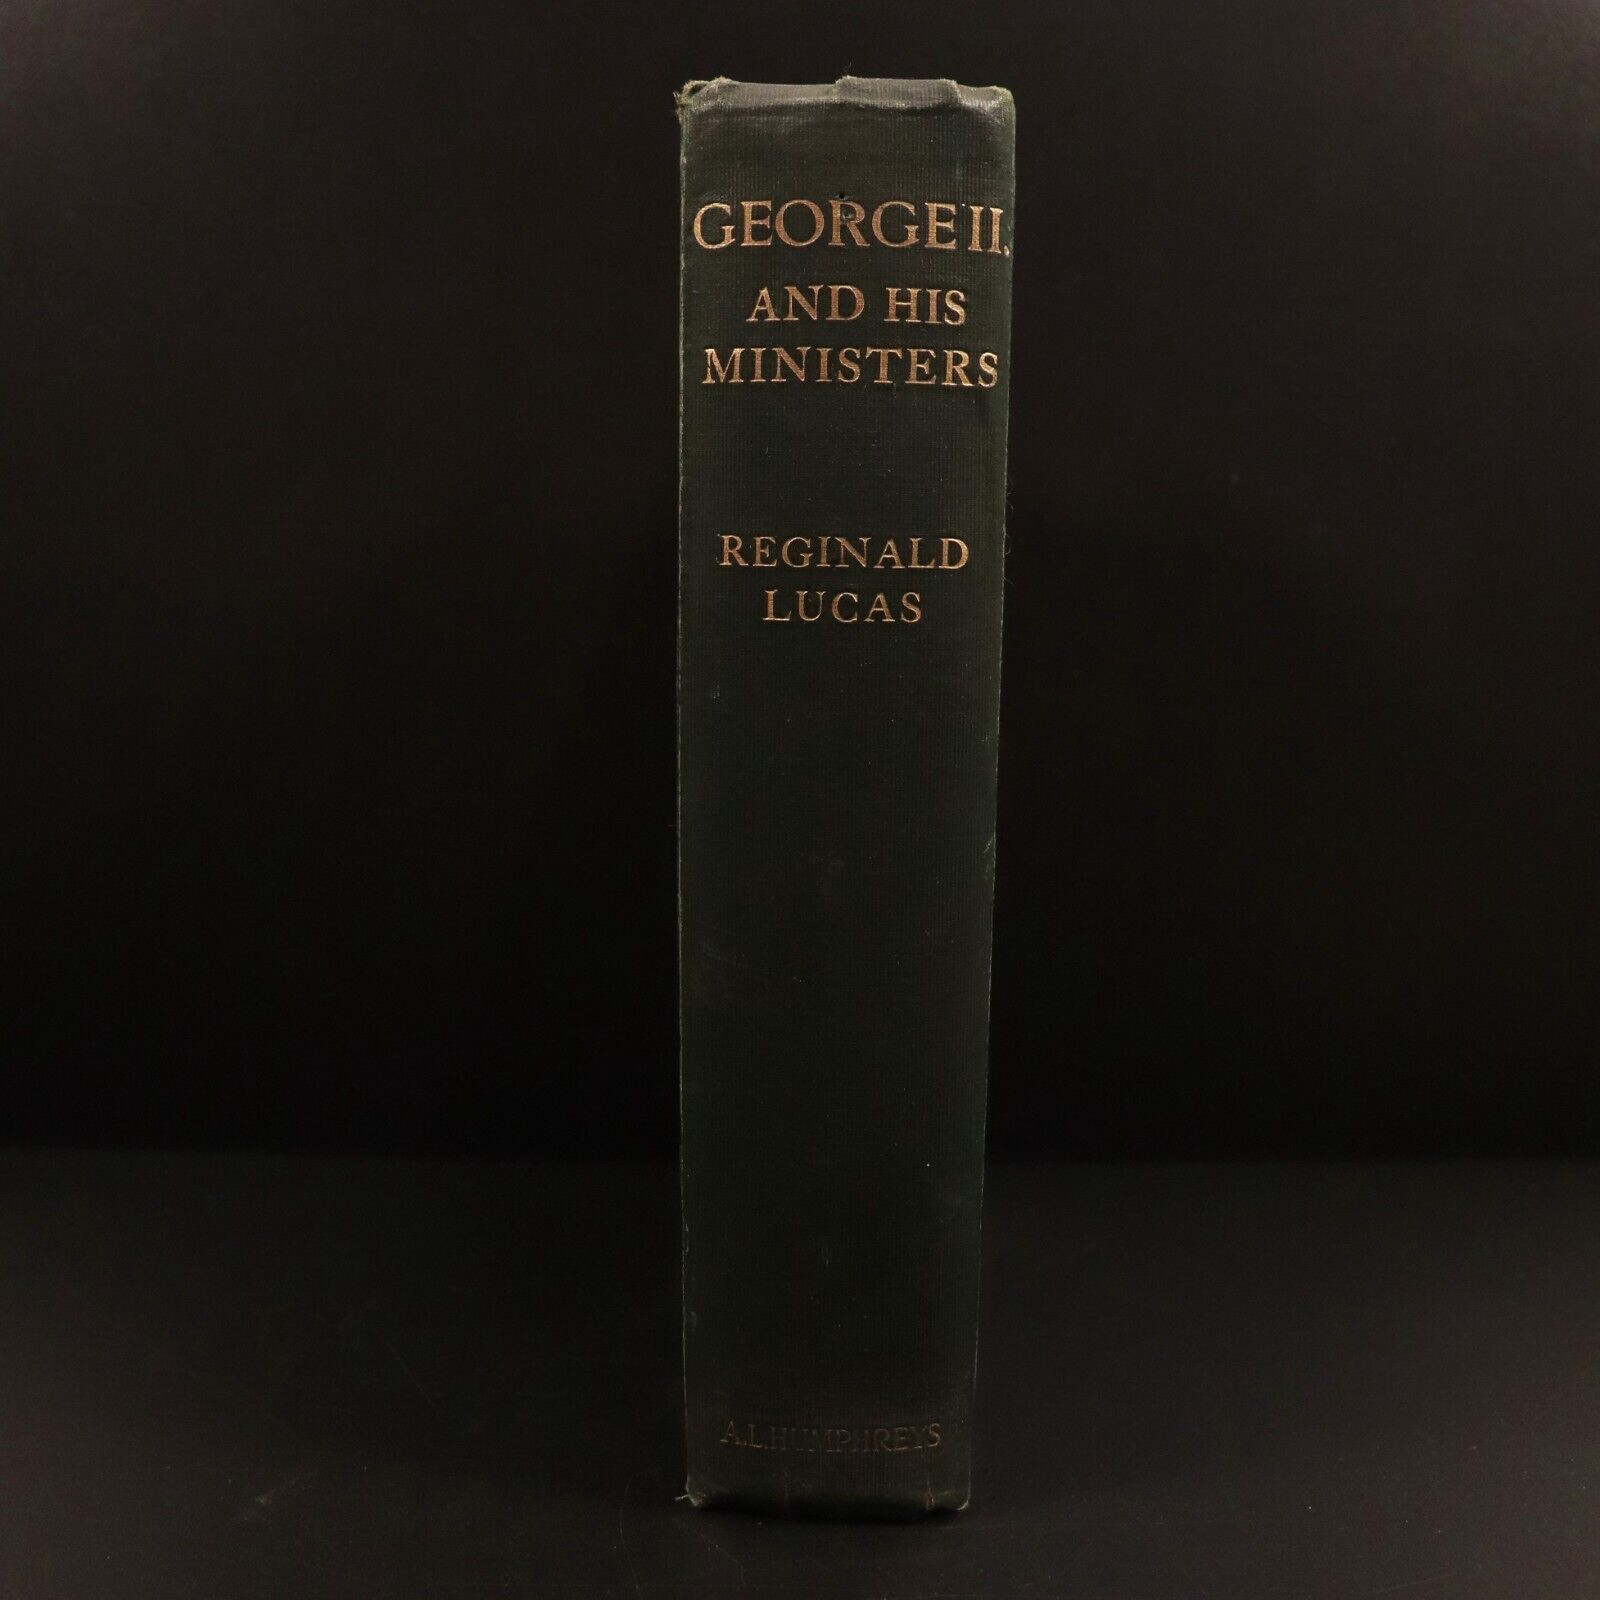 GEORGE II.
AND HIS
MINISTERS
REGINALD
LUCAS
A.L.HUMPHREYS